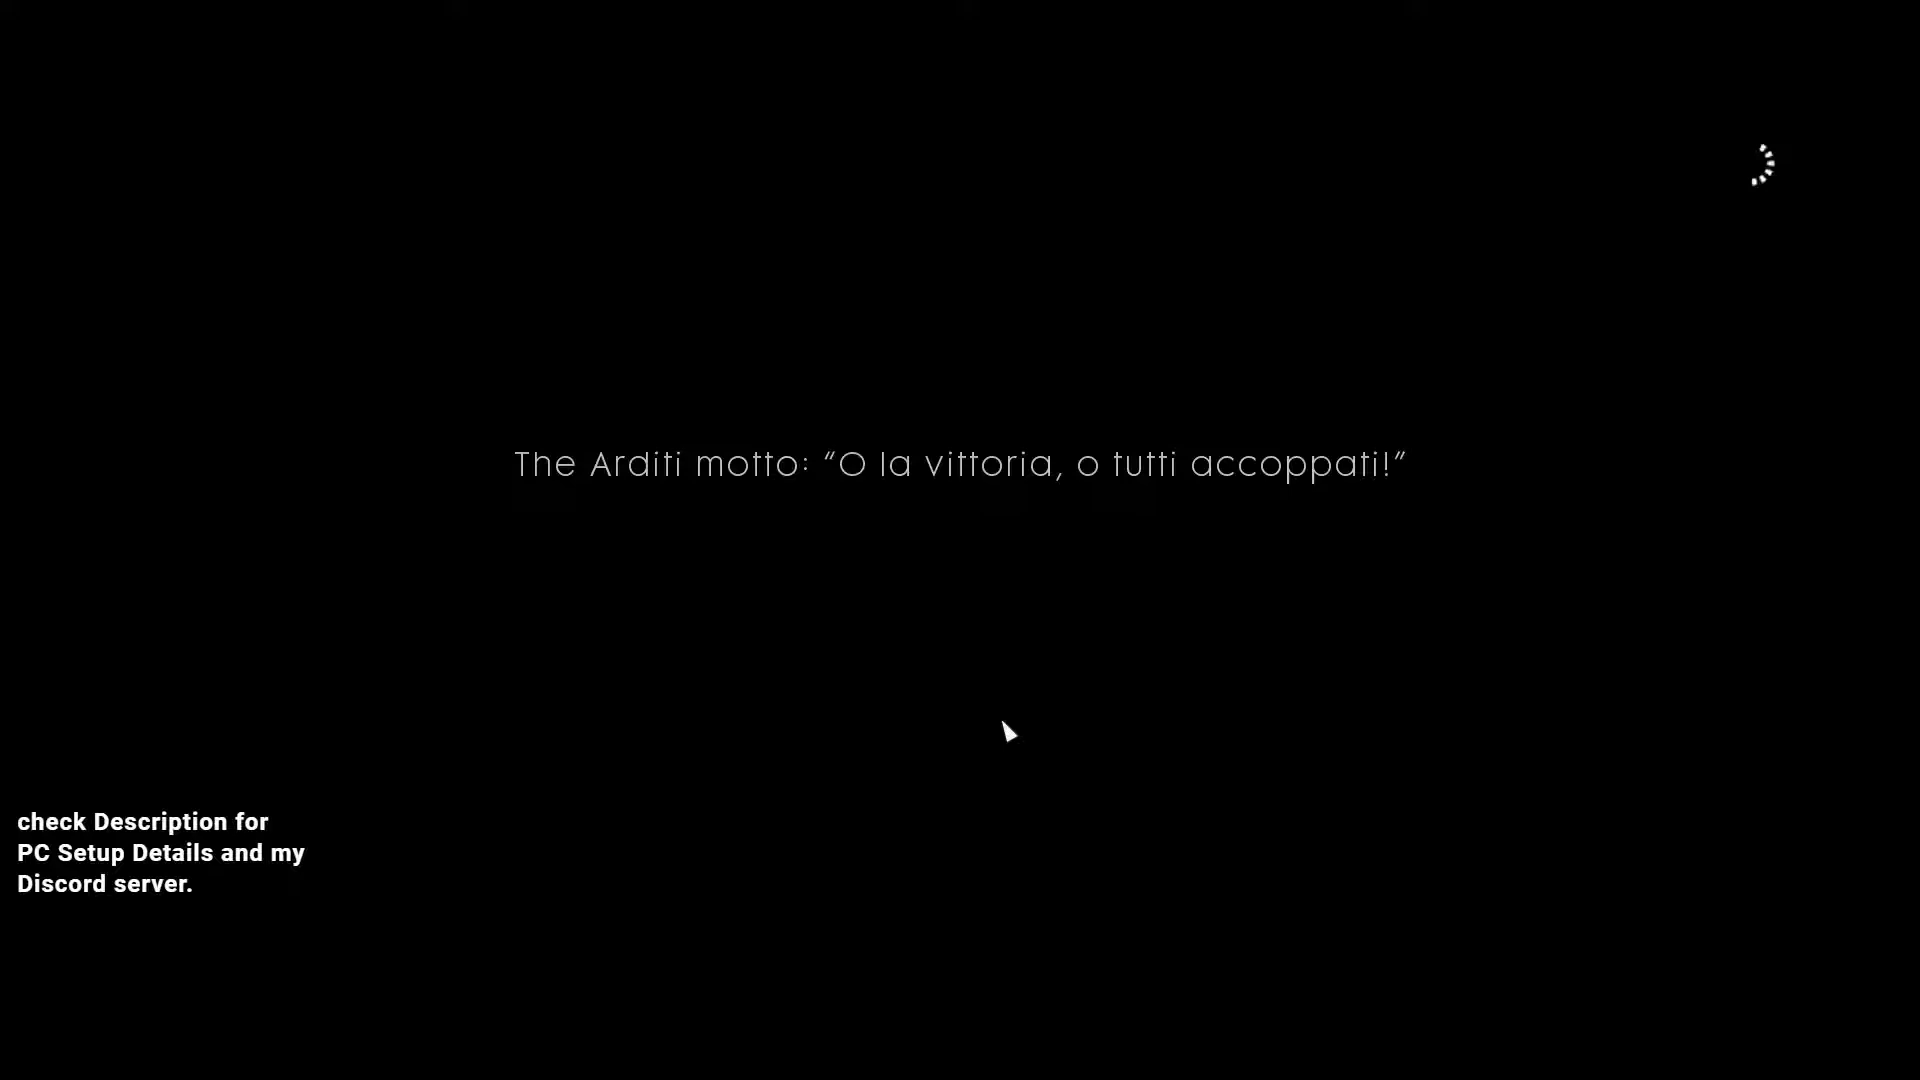 The Arditi motto: “O la vittoria, o tutti accoppati!”
check Description for
PC Setup Details and my
Discord server.